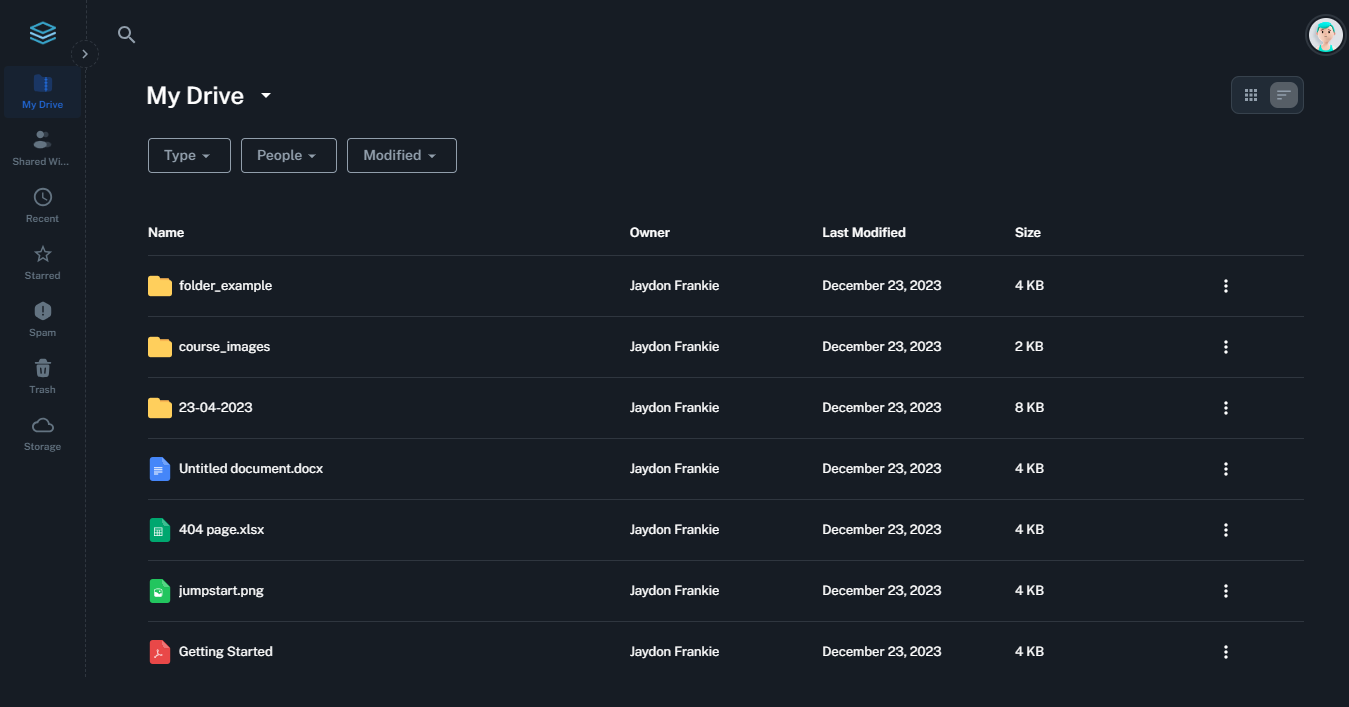 My Drive
Shared Wi...
Recent
Starred
Spam
Trash
Storage
My Drive
Type
People
Modified
Name Owner Last Modified Size
folder_example Jaydon Frankie December 23, 2023 4 KB
course_images Jaydon Frankie December 23, 2023 2 KB
23-04-2023 Jaydon Frankie December 23, 2023 8 KB
Untitled document.docx Jaydon Frankie December 23, 2023 4 KB
404 page.xlsx Jaydon Frankie December 23, 2023 4 KB
jumpstart.png Jaydon Frankie December 23, 2023 4 KB
Getting Started Jaydon Frankie December 23, 2023 4 KB